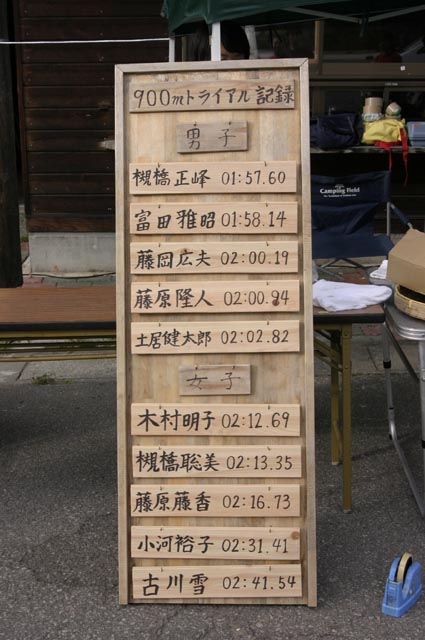 900mトライアル 記録
男子
槻橋正峰 01:57.60
富田雅昭 01:58.14
藤岡広夫 02:00.19
藤原隆人 02:00.94
土居健太郎 02:02.82
女子
木村明子 02:12.69
槻橋聡美 02:13.35
藤原藤香 02:16.73
小河裕子 02:31.41
古川雪 02:41.54
Camping Field